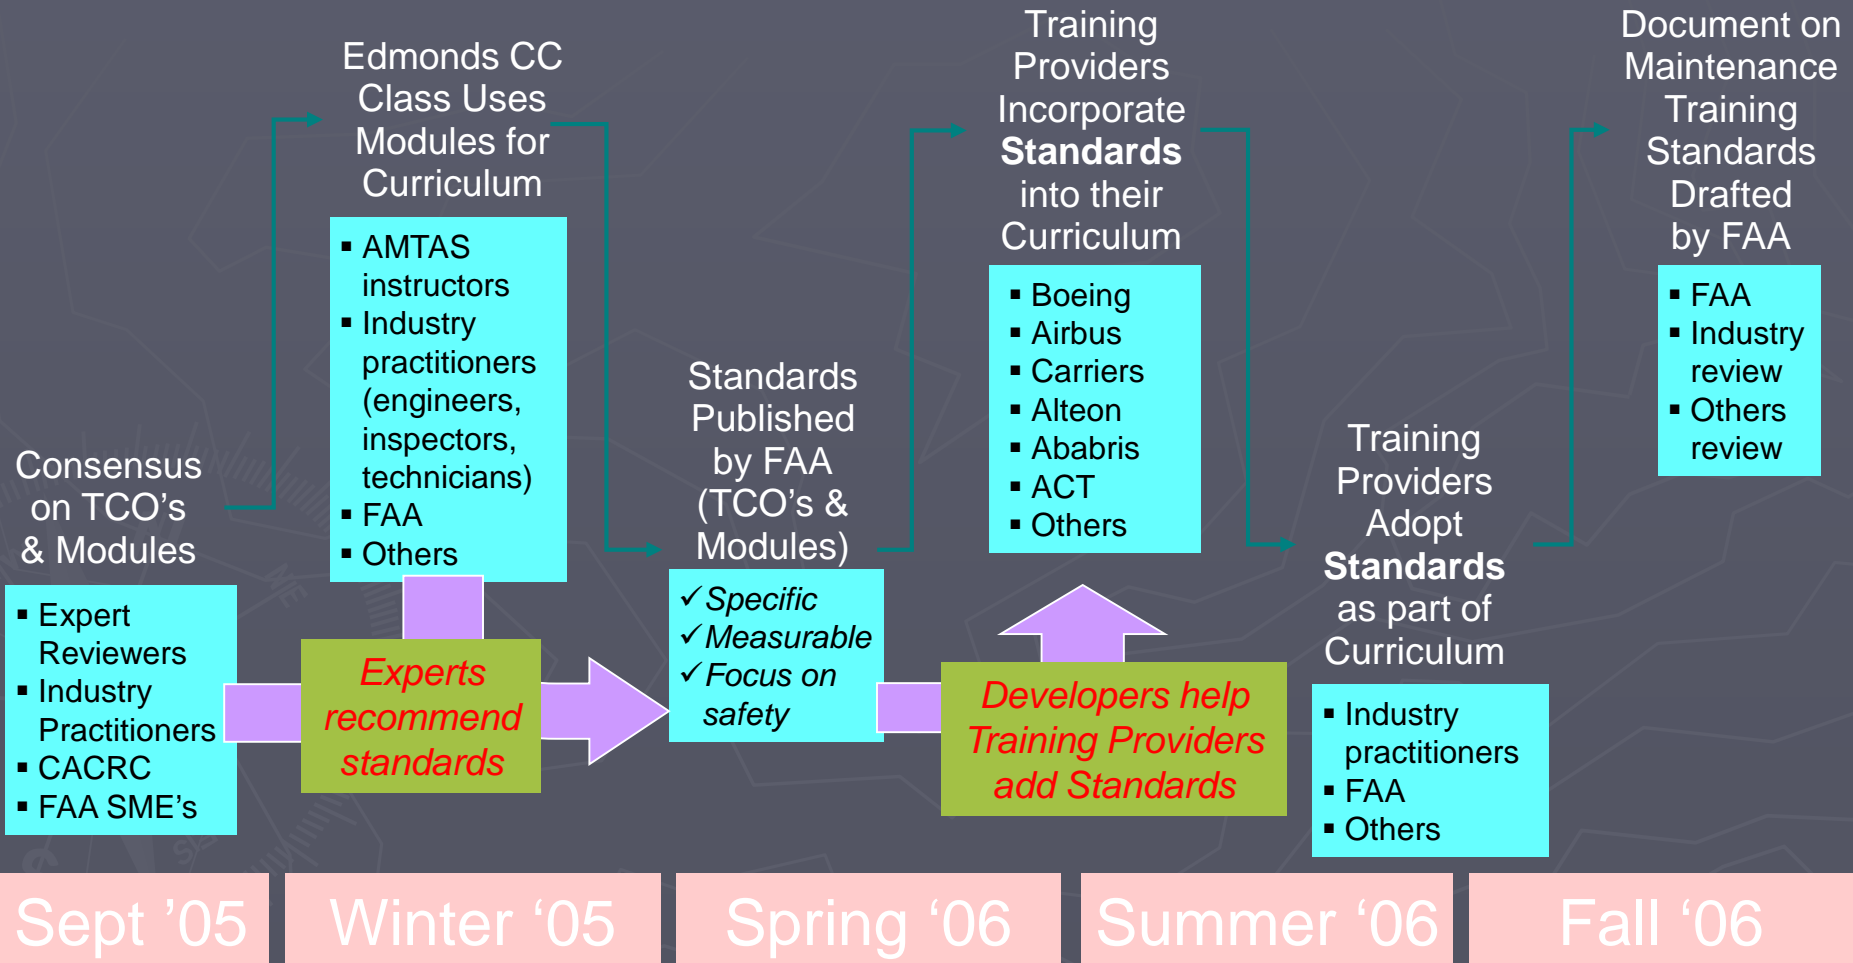 Consensus
on TCO's
& Modules
▪ Expert
Reviewers
▪ Industry
Practitioners
▪ CACRC
▪ FAA SME's
Edmonds CC
Class Uses
Modules for
Curriculum
▪ AMTAS
instructors
▪ Industry
practitioners
(engineers,
inspectors,
technicians)
▪ FAA
▪ Others
Experts
recommend
standards
Standards
Published
by FAA
(TCO's &
Modules)
✓ Specific
✓ Measurable
✓ Focus on
safety
Training
Providers
Incorporate
Standards
into their
Curriculum
▪ Boeing
▪ Airbus
▪ Carriers
▪ Alteon
▪ Ababris
▪ ACT
▪ Others
Developers help
Training Providers
add Standards
Training
Providers
Adopt
Standards
as part of
Curriculum
▪ Industry
practitioners
▪ FAA
▪ Others
Document on
Maintenance
Training
Standards
Drafted
by FAA
▪ FAA
▪ Industry
review
▪ Others
review
Sept '05
Winter '05
Spring '06
Summer '06
Fall '06